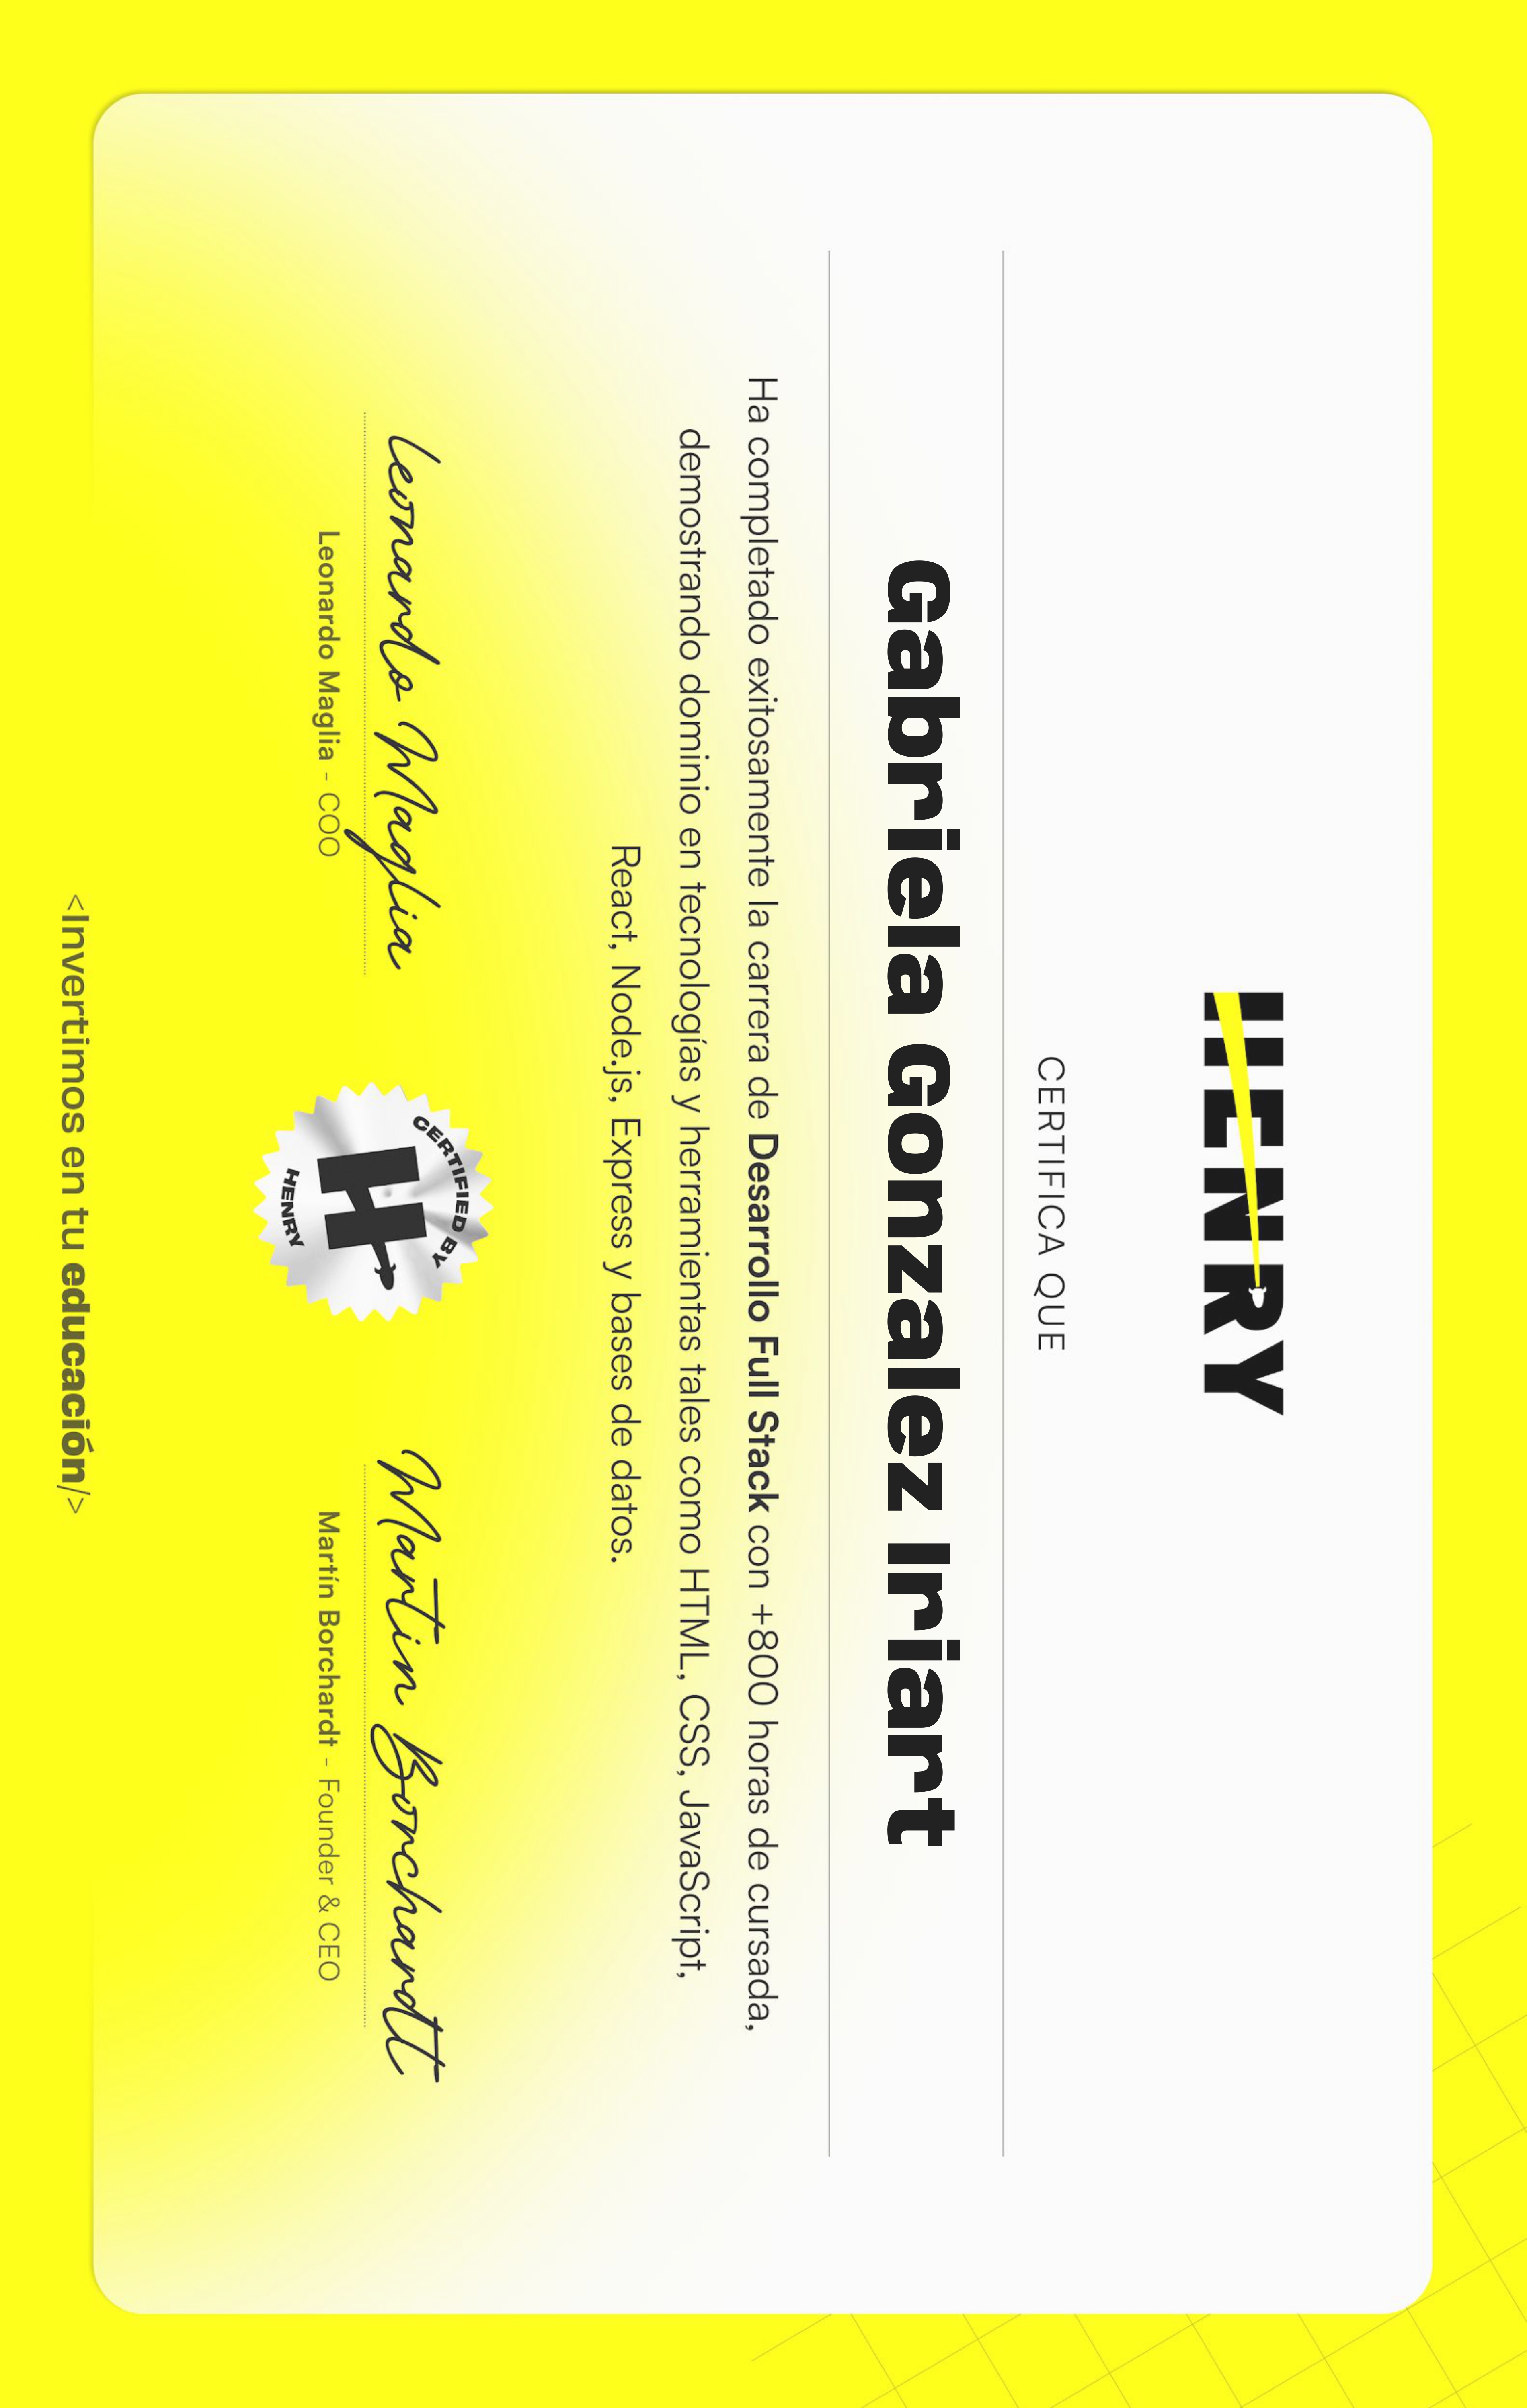 HENRY
CERTIFICA QUE
Gabriela Gonzalez Iriart
Ha completado exitosamente la carrera de Desarrollo Full Stack con +800 horas de cursada,
demostrando dominio en tecnologías y herramientas tales como HTML, CSS, JavaScript,
React, Node.js, Express y bases de datos.
Leonardo Maglia
Leonardo Maglia - COO
CERTIFIED BY
H
HENRY
Martin Borchardt
Martín Borchardt - Founder & CEO
<Invertimos en tu educación/>